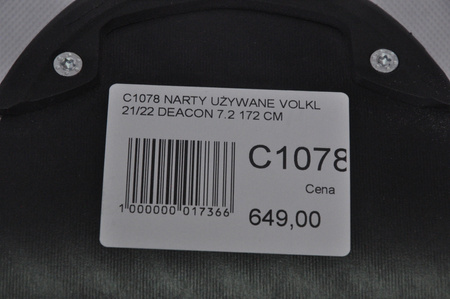 C1078 NARTY UŻYWANE VOLKL
21/22 DEACON 7.2 172 CM
C1078
Cena
1 000000 017366
649,00